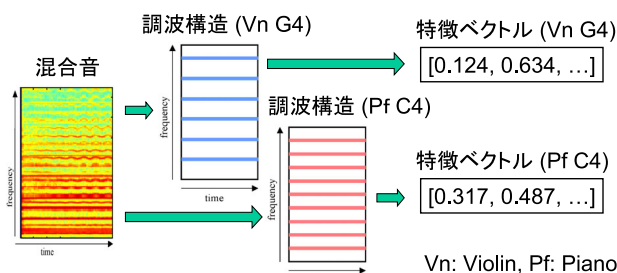 調波構造 (Vn G4)
特徴ベクトル (Vn G4)
[0.124, 0.634, …]
混合音
frequency
time
frequency
time
調波構造 (Pf C4)
特徴ベクトル (Pf C4)
[0.317, 0.487, …]
frequency
time
Vn: Violin, Pf: Piano